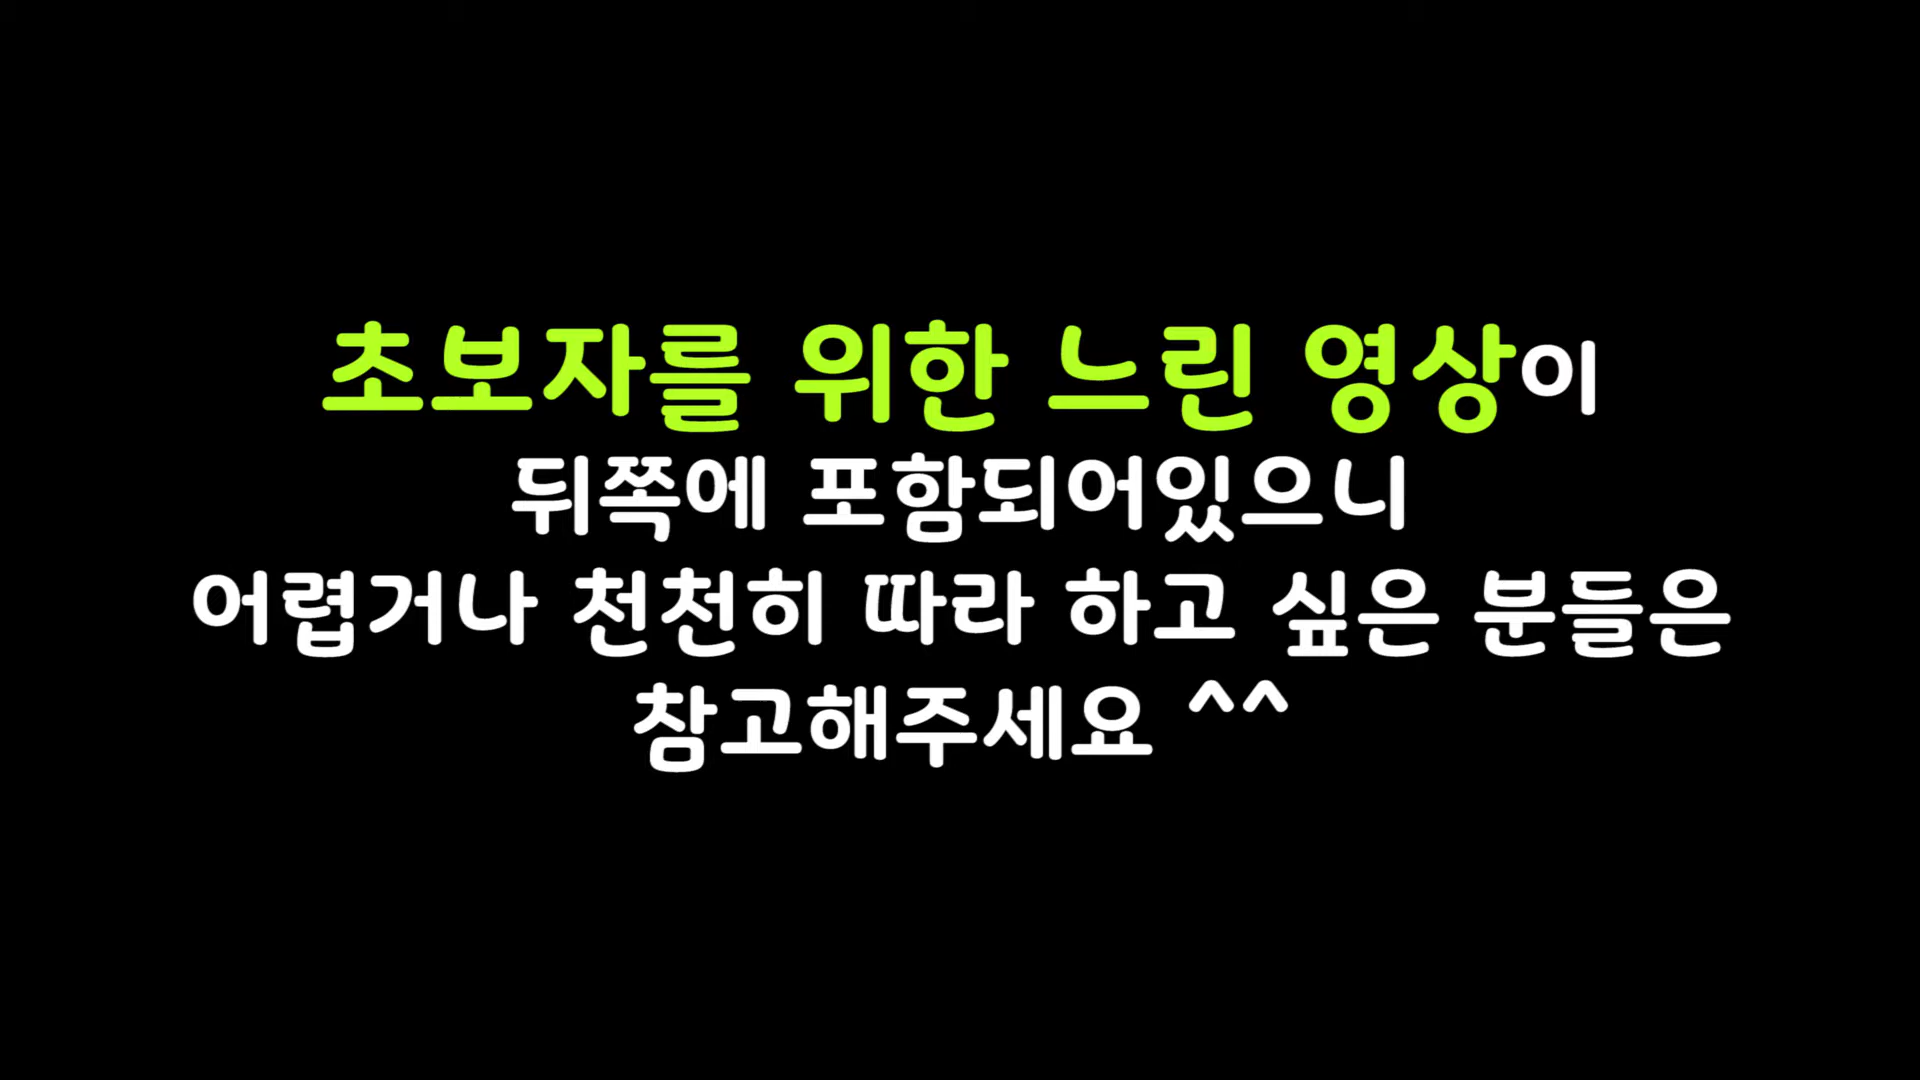 초보자를 위한 느린 영상이
뒤쪽에 포함되어있으니
어렵거나 천천히 따라 하고 싶은 분들은
참고해주세요 ^^